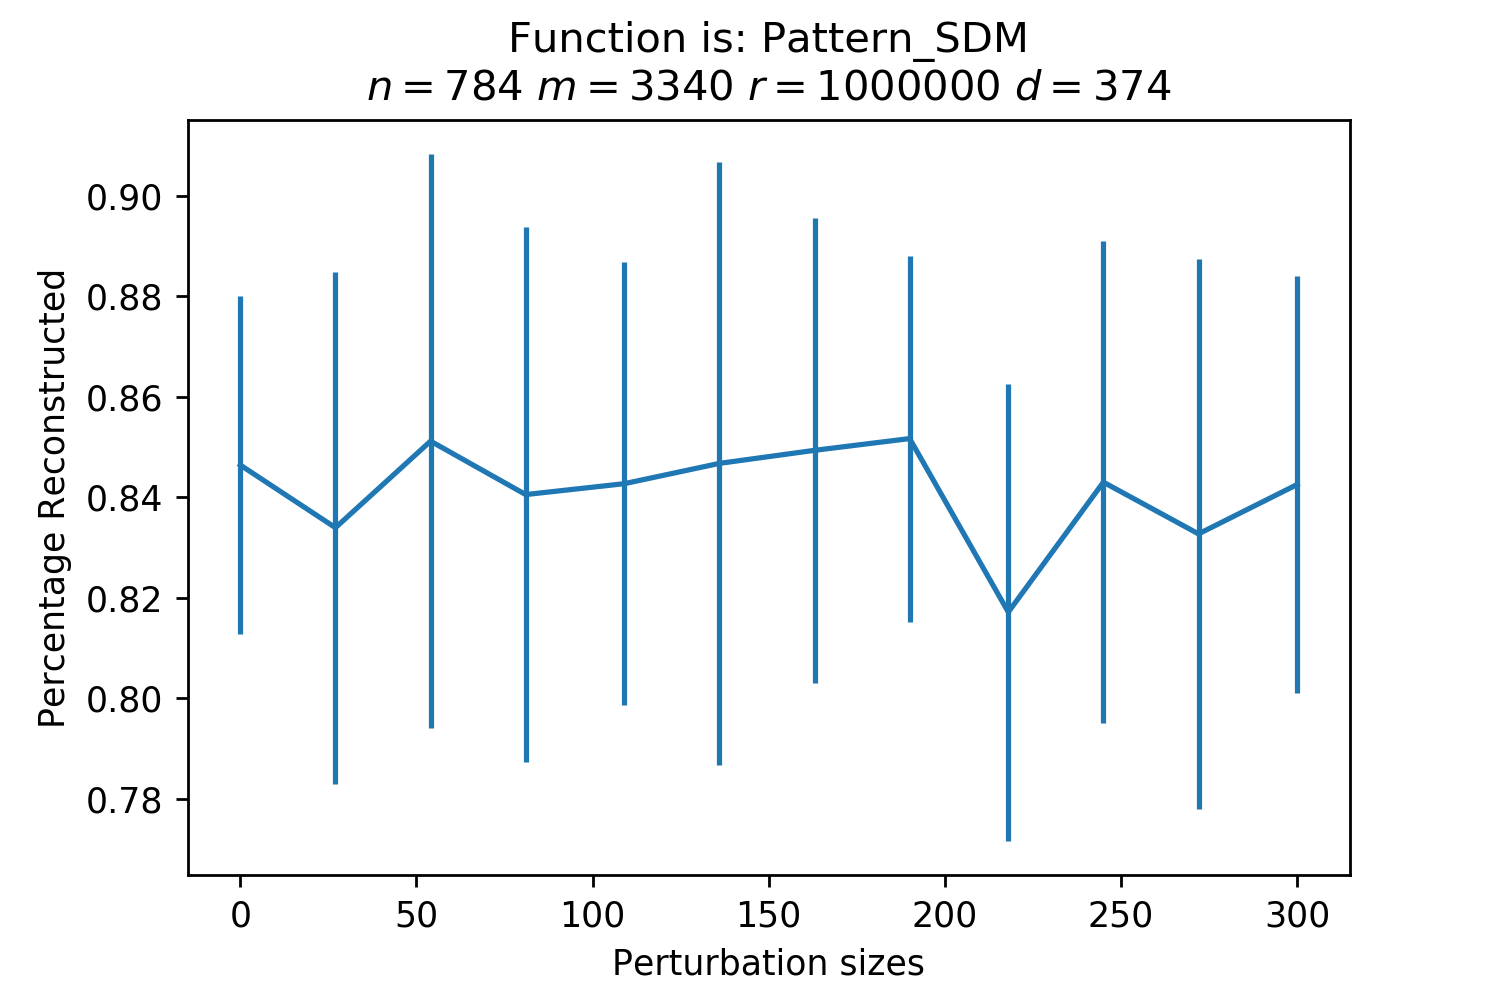 Function is: Pattern_SDM
n = 784 m = 3340 r = 1000000 d = 374
0.90
0.88
0.86
0.84
0.82
0.80
0.78
Percentage Reconstructed
0 50 100 150 200 250 300
Perturbation sizes